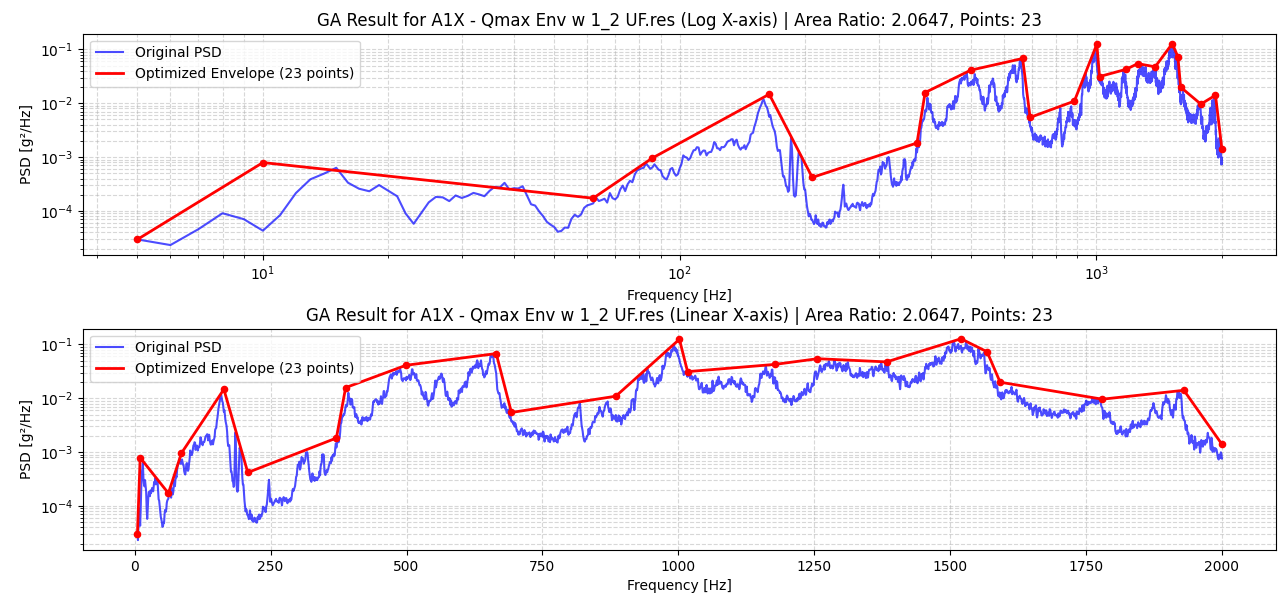 GA Result for A1X - Qmax Env w 1_2 UF.res (Log X-axis) | Area Ratio: 2.0647, Points: 23
Original PSD
Optimized Envelope (23 points)
PSD [g²/Hz]
10⁻¹
10⁻²
10⁻³
10⁻⁴
10¹ 10² 10³
Frequency [Hz]
GA Result for A1X - Qmax Env w 1_2 UF.res (Linear X-axis) | Area Ratio: 2.0647, Points: 23
Original PSD
Optimized Envelope (23 points)
PSD [g²/Hz]
10⁻¹
10⁻²
10⁻³
10⁻⁴
0 250 500 750 1000 1250 1500 1750 2000
Frequency [Hz]